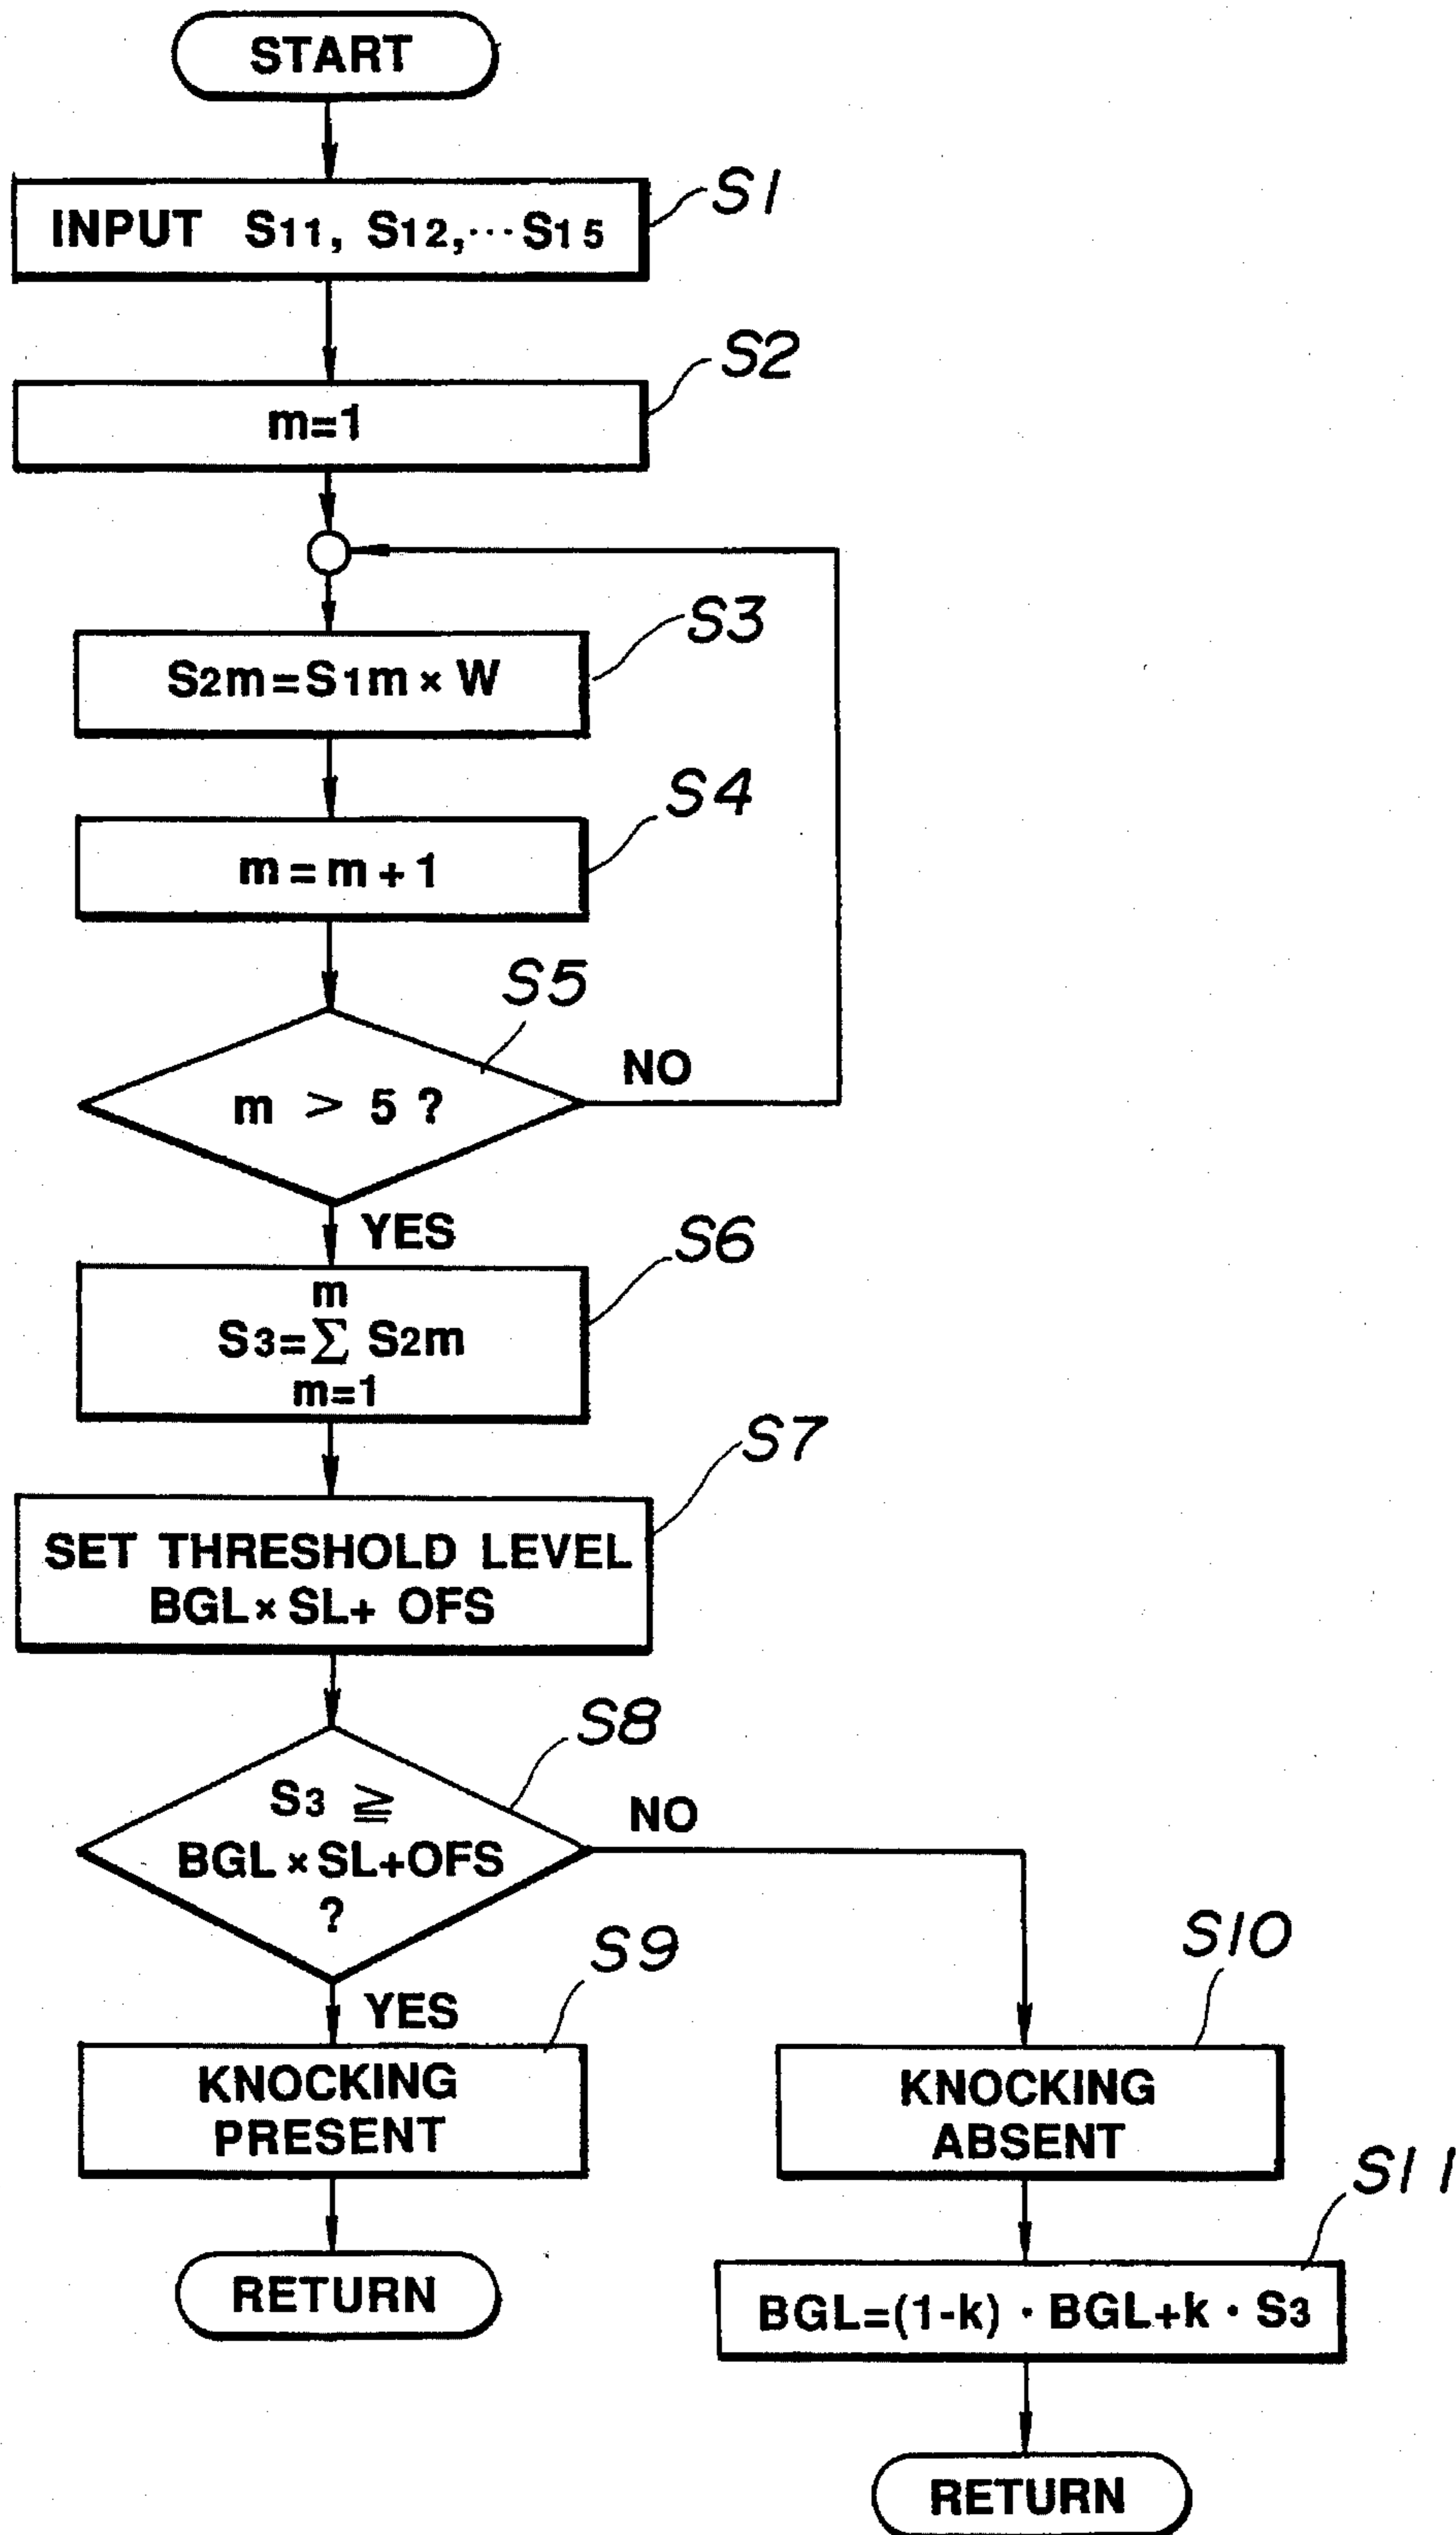 START
S1
INPUT S11, S12,···S15
S2
m=1
S3
S2m=S1m×W
S4
m=m+1
S5
m > 5 ?
NO
YES
S6
m
S3=Σ S2m
m=1
S7
SET THRESHOLD LEVEL
BGL×SL+ OFS
S8
S3 ≧
BGL×SL+OFS
?
NO
YES
S9
KNOCKING
PRESENT
RETURN
S10
KNOCKING
ABSENT
S11
BGL=(1-k)·BGL+k·S3
RETURN